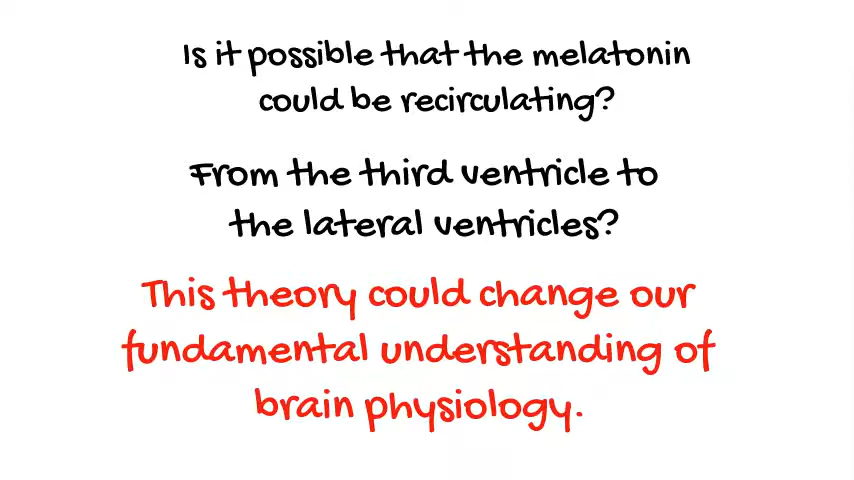 Is it possible that the melatonin
could be recirculating?
From the third ventricle to
the lateral ventricles?
This theory could change our
fundamental understanding of
brain physiology.